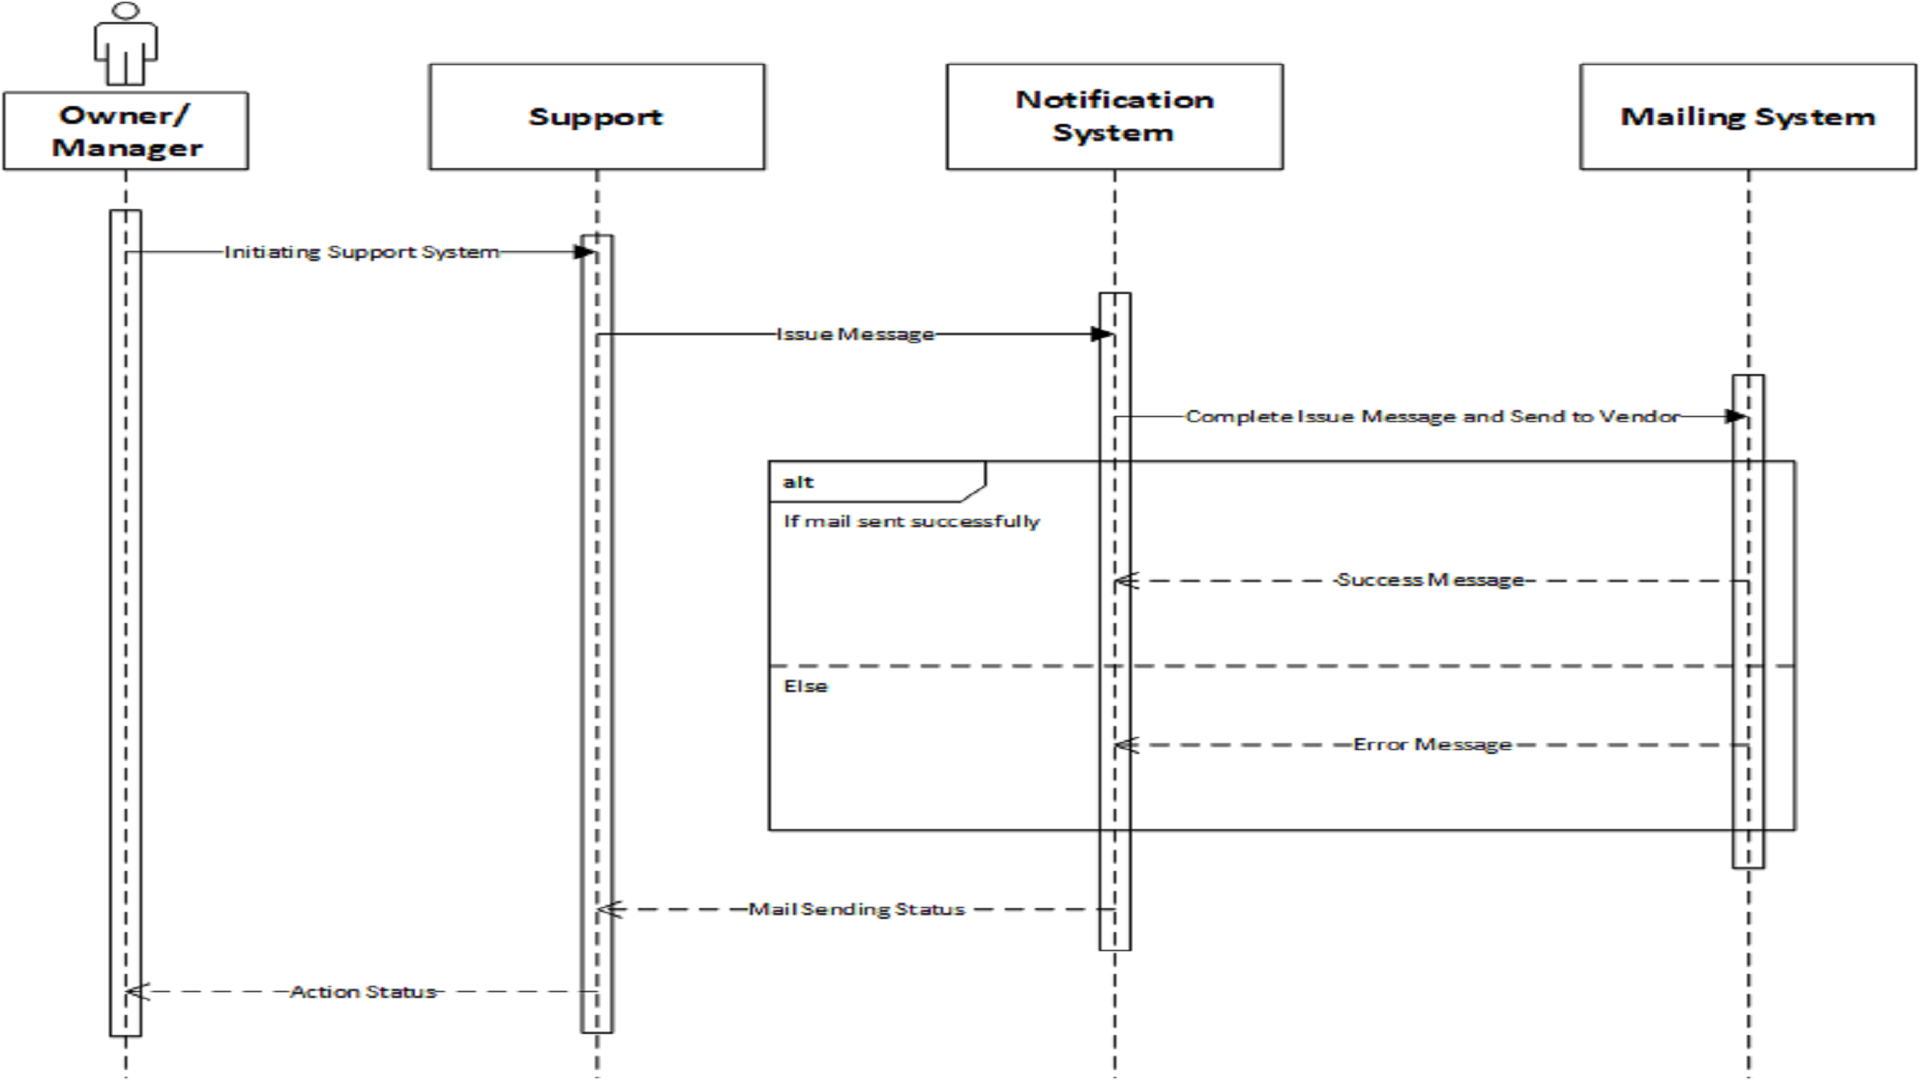 Owner/
Manager
Support
Notification
System
Mailing System
Initiating Support System
Issue Message
Complete Issue Message and Send to Vendor
alt
If mail sent successfully
Success Message
Else
Error Message
Mail Sending Status
Action Status